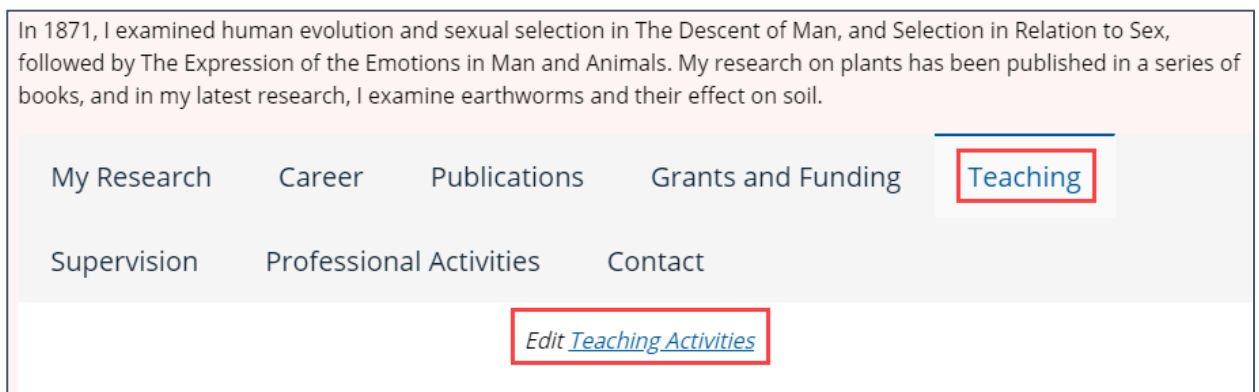 In 1871, I examined human evolution and sexual selection in The Descent of Man, and Selection in Relation to Sex,
followed by The Expression of the Emotions in Man and Animals. My research on plants has been published in a series of
books, and in my latest research, I examine earthworms and their effect on soil.
My Research Career Publications Grants and Funding Teaching
Supervision Professional Activities Contact
Edit Teaching Activities